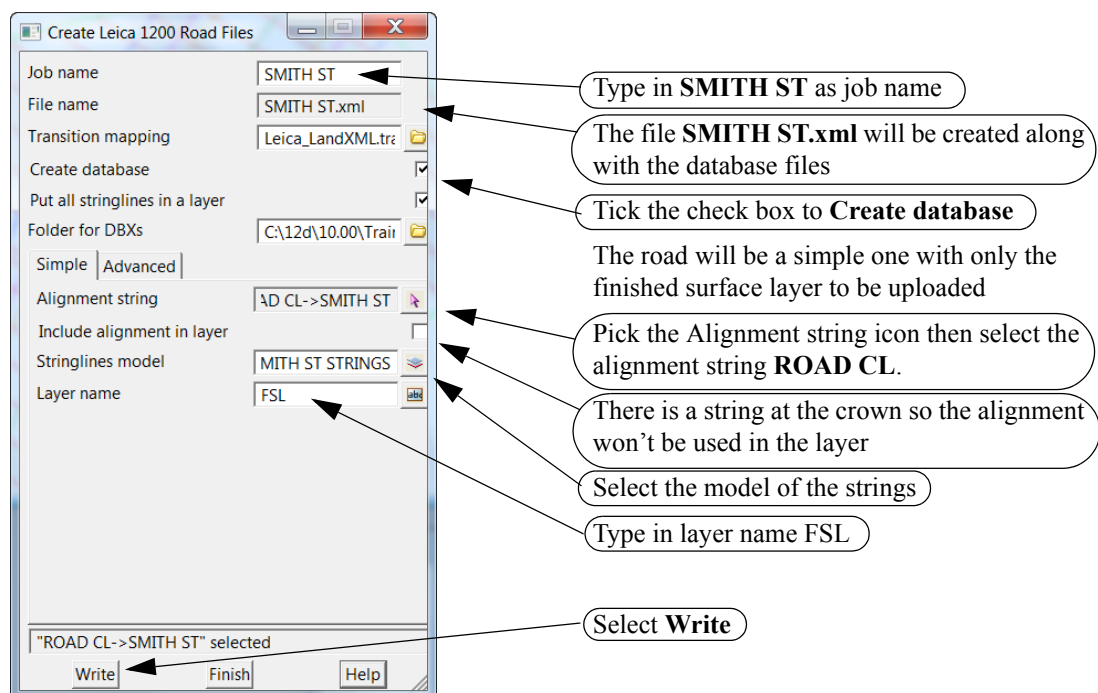 Create Leica 1200 Road Files
Job name
SMITH ST
File name
SMITH ST.xml
Transition mapping
Leica_LandXML.tra
Create database
Put all stringlines in a layer
Folder for DBXs
C:\12d\10.00\Train
Simple
Advanced
Alignment string
AD CL->SMITH ST
Include alignment in layer
Stringlines model
MITH ST STRINGS
Layer name
FSL
abc
"ROAD CL->SMITH ST" selected
Write
Finish
Help
Type in SMITH ST as job name
The file SMITH ST.xml will be created along
with the database files
Tick the check box to Create database
The road will be a simple one with only the
finished surface layer to be uploaded
Pick the Alignment string icon then select the
alignment string ROAD CL.
There is a string at the crown so the alignment
won't be used in the layer
Select the model of the strings
Type in layer name FSL
Select Write